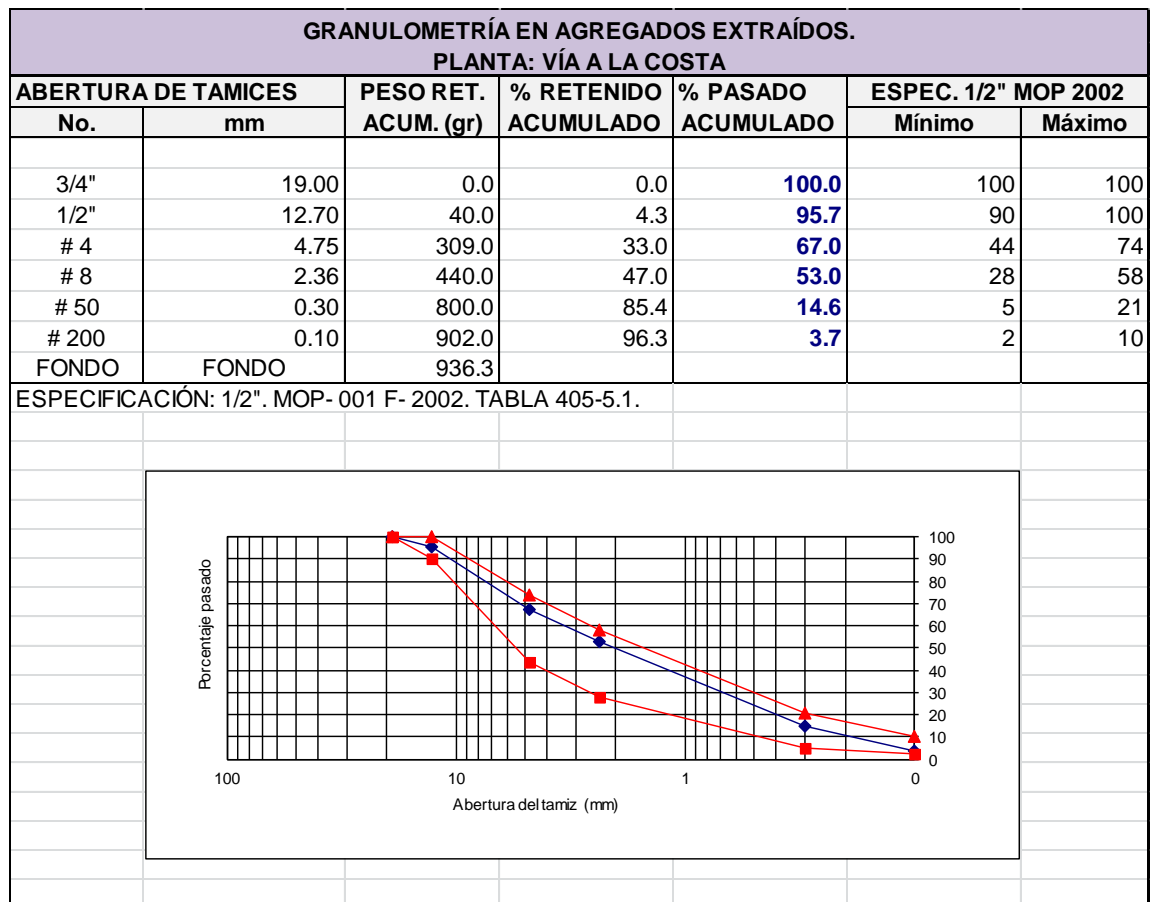 GRANULOMETRÍA EN AGREGADOS EXTRAÍDOS.
PLANTA: VÍA A LA COSTA
ABERTURA DE TAMICES PESO RET. % RETENIDO % PASADO ESPEC. 1/2" MOP 2002
No. mm ACUM. (gr) ACUMULADO ACUMULADO Mínimo Máximo
3/4" 19.00 0.0 0.0 100.0 100 100
1/2" 12.70 40.0 4.3 95.7 90 100
# 4 4.75 309.0 33.0 67.0 44 74
# 8 2.36 440.0 47.0 53.0 28 58
# 50 0.30 800.0 85.4 14.6 5 21
# 200 0.10 902.0 96.3 3.7 2 10
FONDO FONDO 936.3
ESPECIFICACIÓN: 1/2". MOP- 001 F- 2002. TABLA 405-5.1.
Porcentaje pasado
100
90
80
70
60
50
40
30
20
10
0
100 10 1 0
Abertura del tamiz (mm)